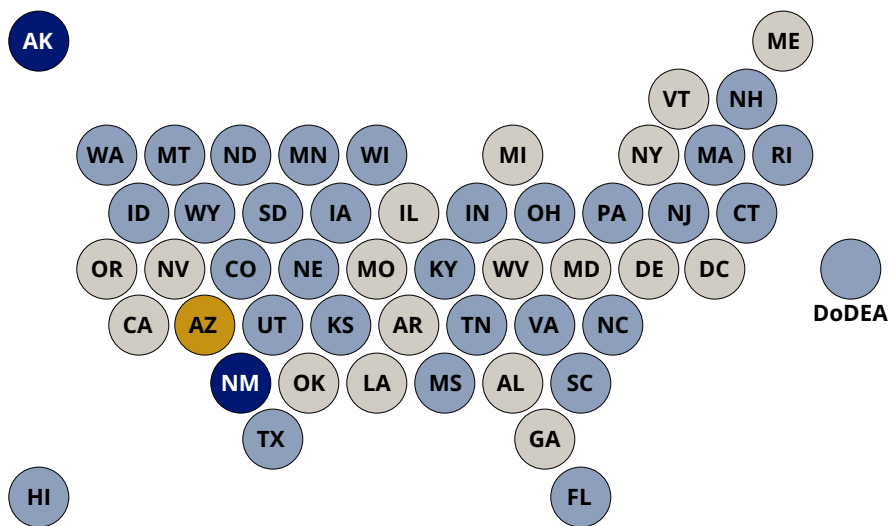 AK ME
VT NH
WA MT ND MN WI MI NY MA RI
ID WY SD IA IL IN OH PA NJ CT
OR NV CO NE MO KY WV MD DE DC
DoDEA
CA AZ UT KS AR TN VA NC
NM OK LA MS AL SC
TX GA
HI FL